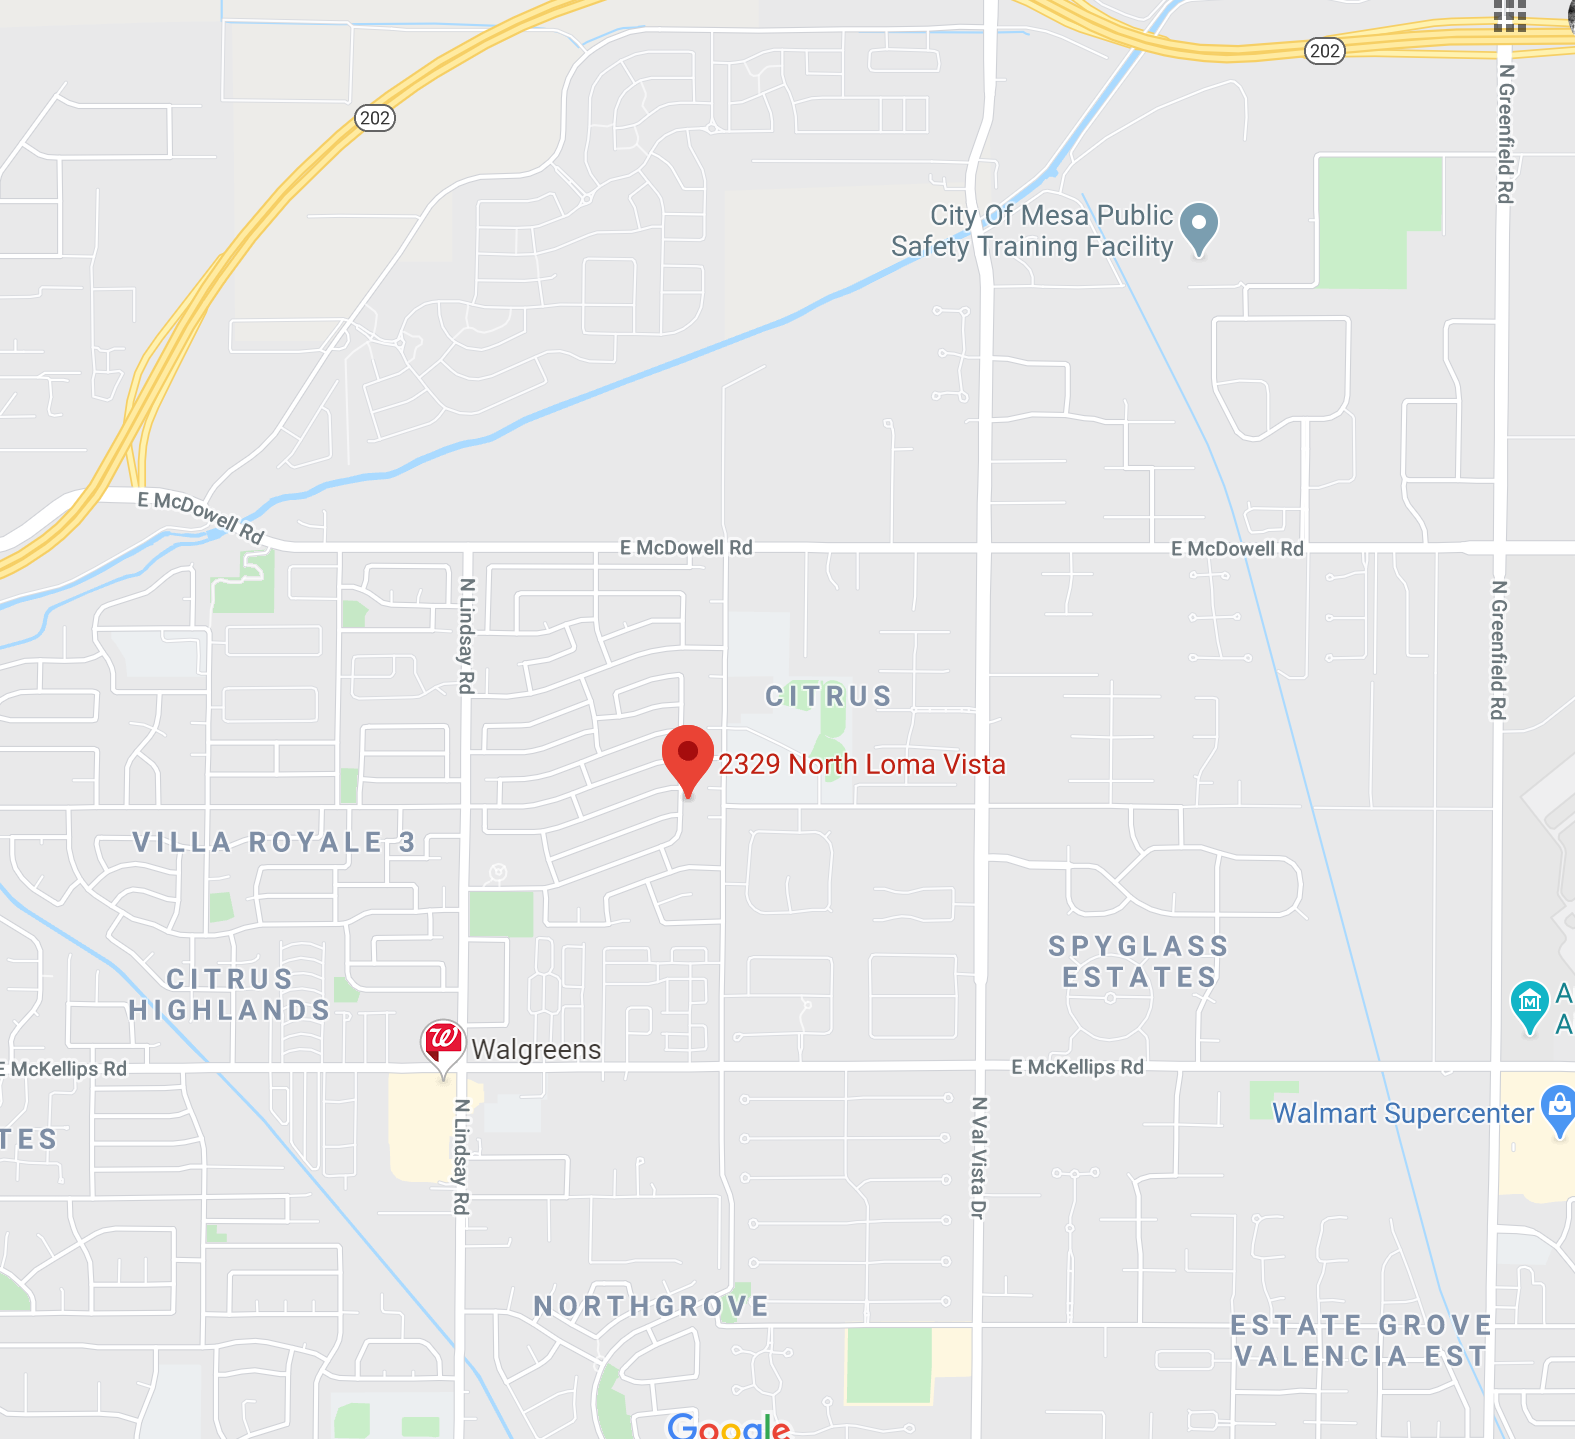 202
N Greenfield Rd
202
City Of Mesa Public
Safety Training Facility
E McDowell Rd
E McDowell Rd
E McDowell Rd
N Lindsay Rd
N Greenfield Rd
CITRUS
2329 North Loma Vista
VILLA ROYALE 3
SPYGLASS
ESTATES
CITRUS
HIGHLANDS
A
A
Walgreens
E McKellips Rd
E McKellips Rd
Walmart Supercenter
N Lindsay Rd
N Val Vista Dr
TES
NORTHGROVE
ESTATE GROVE
VALENCIA EST
Google